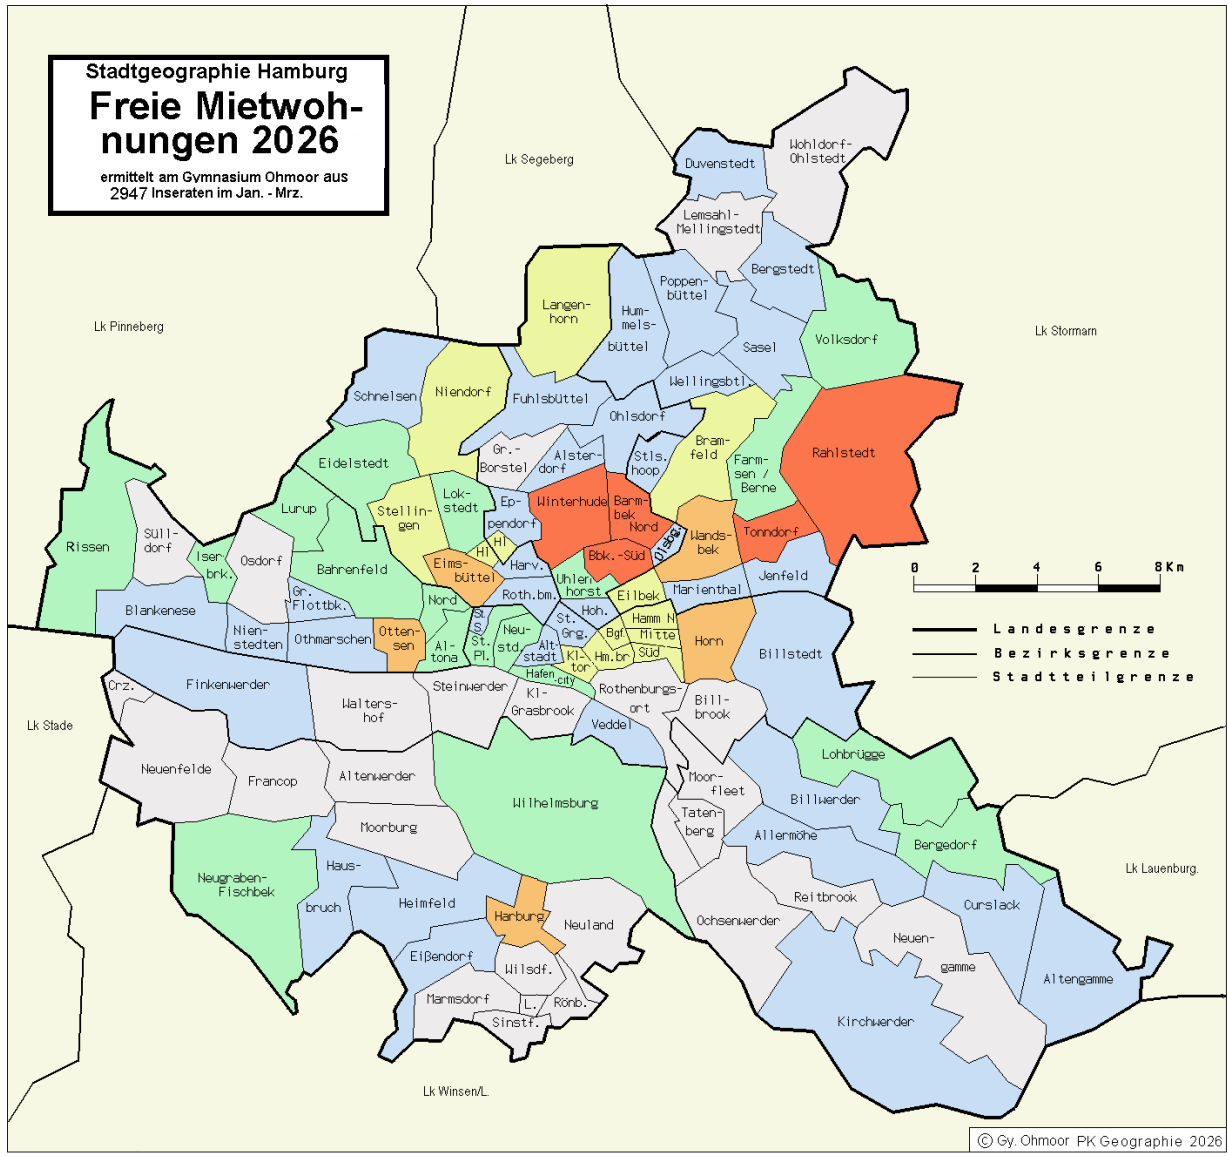 Stadtgeographie Hamburg
Freie Mietwoh-
nungen 2026
ermittelt am Gymnasium Ohmoor aus
2947 Inseraten im Jan. - Mrz.
Lk Segeberg
Wohldorf-
Ohlstedt
Duvenstedt
Lemsahl-
Mellingstedt
Bergstedt
Poppen-
büttel
Langen-
horn
Hum-
mels-
büttel
Lk Pinneberg
Lk Stormarn
Sasel
Volksdorf
Wellingsbtl.
Schnelsen
Niendorf
Fuhlsbüttel
Ohlsdorf
Gr.-
Borstel
Alster-
dorf
Stls.
hoop
Bram-
feld
Farm-
sen /
Berne
Rahlstedt
Eidelstedt
Lurup
Stellin-
gen
Lok-
stedt
Ep-
pendorf
Winterhude
Barm-
bek
Nord
Olsbg.
Wands-
bek
Tonndorf
Rissen
Süll-
dorf
Iser-
brk.
Osdorf
Bahrenfeld
Eims-
büttel
Hl
Hl
Harv.
Bbk.-Süd
Uhlen
horst
Eilbek
Marienthal
Jenfeld
0 2 4 6 8 Km
Blankenese
Gr.
Flottbk.
Nien-
stedten
Othmarschen
Otten-
sen
Nord
Al-
tona
Roth.bm.
St.
S.
St.
Pl.
Neu-
std.
Alt-
stadt
Hoh.
St.
Grg.
Bgf.
Hamm N
Mitte
Süd
Hm.br
Kl-
tor
Horn
Billstedt
Landesgrenze
Bezirksgrenze
Stadtteilgrenze
Crz.
Finkenwerder
Walters-
hof
Steinwerder
Hafen
city
Kl-
Grasbrook
Rothenburgs-
ort
Veddel
Bill-
brook
Lk Stade
Neuenfelde
Francop
Altenwerder
Moorburg
Wilhelmsburg
Moor-
fleet
Taten-
berg
Lohbrügge
Billwerder
Allermöhe
Bergedorf
Lk Lauenburg.
Neugraben-
Fischbek
Haus-
bruch
Heimfeld
Harburg
Neuland
Eißendorf
Wilsdf.
Marmsdorf
L.
Rönb.
Sinstf.
Ochsenwerder
Reitbrook
Curslack
Neuen-
gamme
Altengamme
Kirchwerder
Lk Winsen/L.
© Gy. Ohmoor PK Geographie 2026